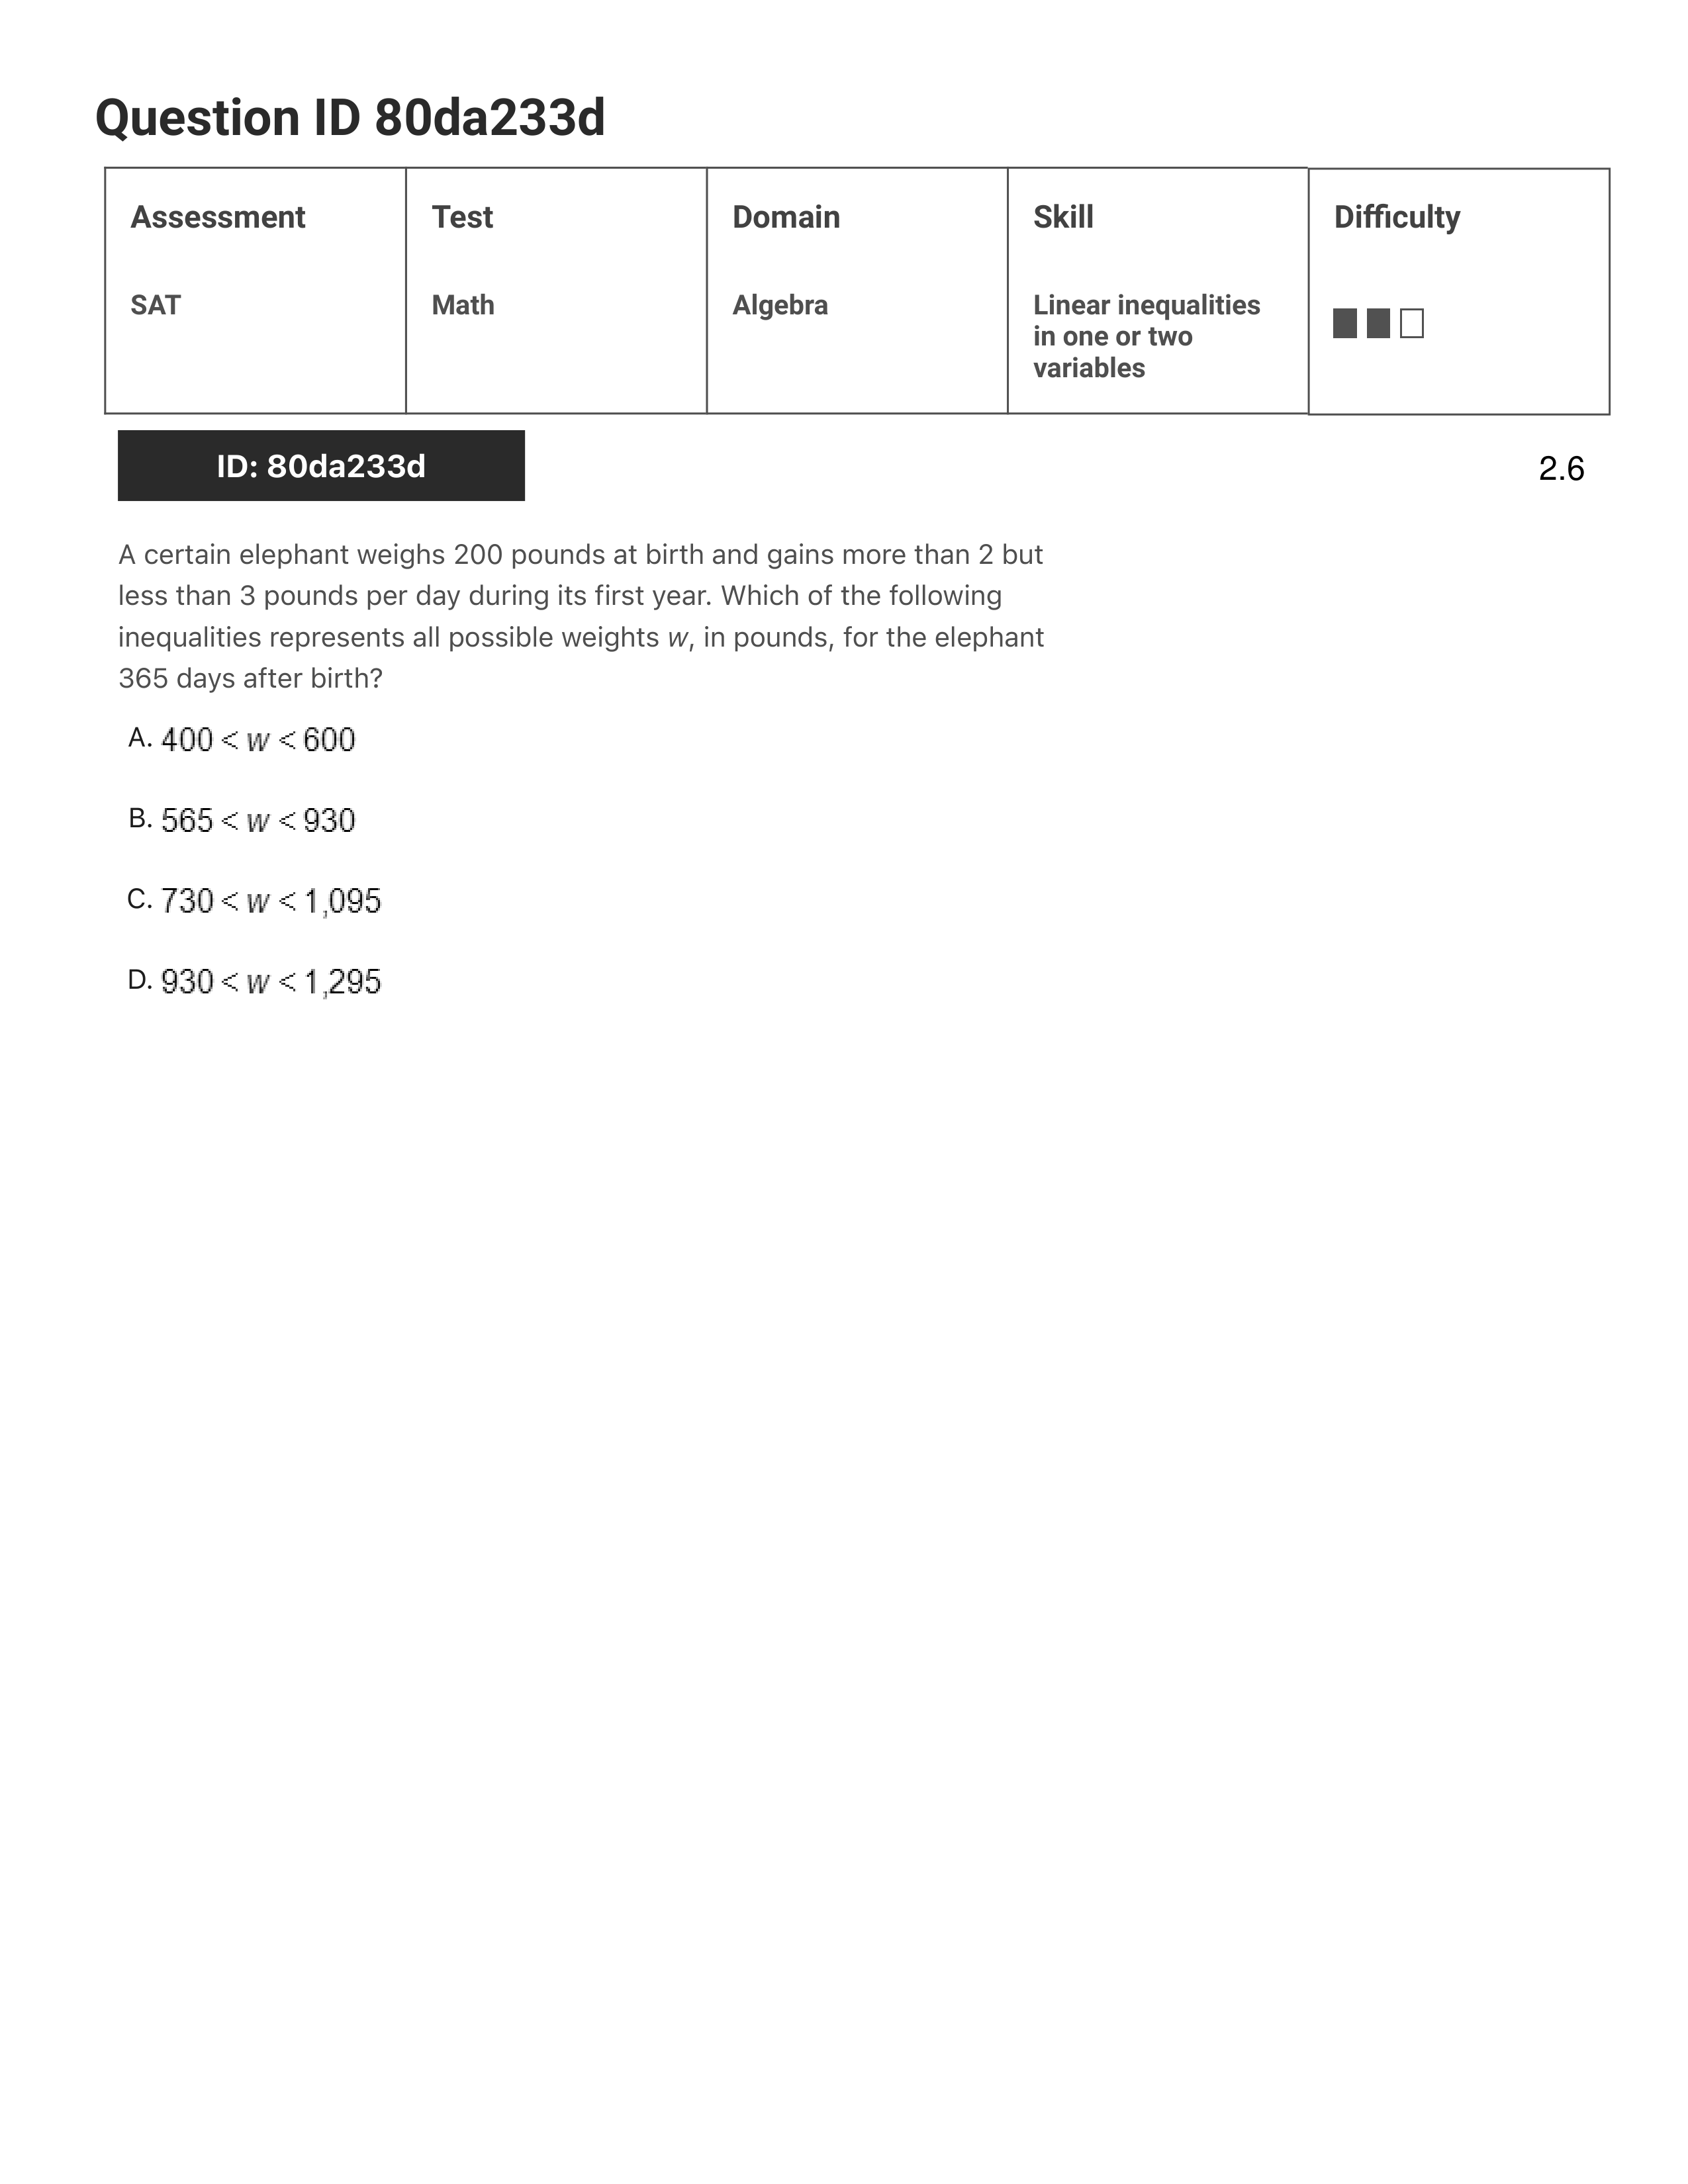 Question ID 80da233d
Assessment
Test
Domain
Skill
Difficulty
SAT
Math
Algebra
Linear inequalities
in one or two
variables
ID: 80da233d
2.6
A certain elephant weighs 200 pounds at birth and gains more than 2 but
less than 3 pounds per day during its first year. Which of the following
inequalities represents all possible weights w, in pounds, for the elephant
365 days after birth?
A. 400 < w < 600
B. 565 < w < 930
C. 730 < w < 1,095
D. 930 < w < 1,295